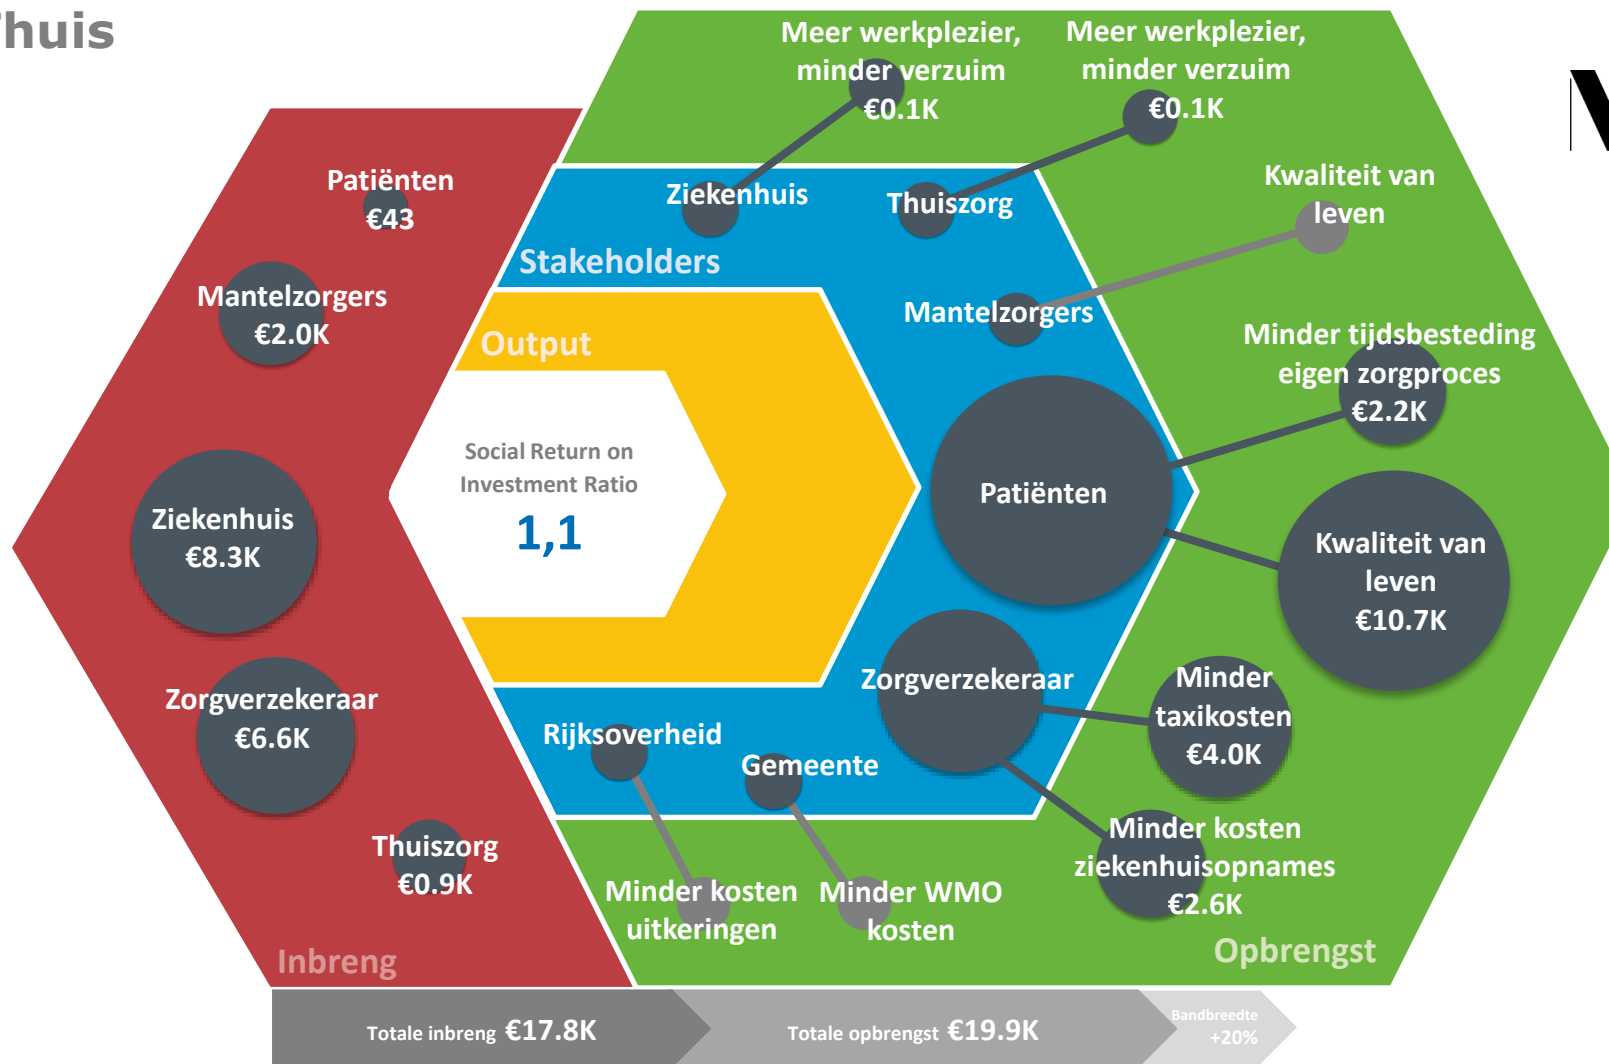 Thuis
Meer werkplezier,
minder verzuim
€0.1K
Meer werkplezier,
minder verzuim
€0.1K
Patiënten
€43
Ziekenhuis
Thuiszorg
Kwaliteit van
leven
Stakeholders
Mantelzorgers
€2.0K
Mantelzorgers
Output
Minder tijdsbesteding
eigen zorgproces
€2.2K
Social Return on
Investment Ratio
1,1
Patiënten
Ziekenhuis
€8.3K
Kwaliteit van
leven
€10.7K
Zorgverzekeraar
€6.6K
Zorgverzekeraar
Minder
taxikosten
€4.0K
Rijksoverheid
Gemeente
Thuiszorg
€0.9K
Minder kosten
ziekenhuisopnames
€2.6K
Minder kosten
uitkeringen
Minder WMO
kosten
Inbreng
Opbrengst
Totale inbreng €17.8K
Totale opbrengst €19.9K
Bandbreedte
+20%